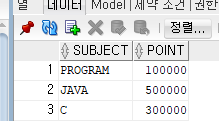 열 데이터 Model 제약 조건 권한
정렬...
SUBJECT POINT
1 PROGRAM 100000
2 JAVA 500000
3 C 300000